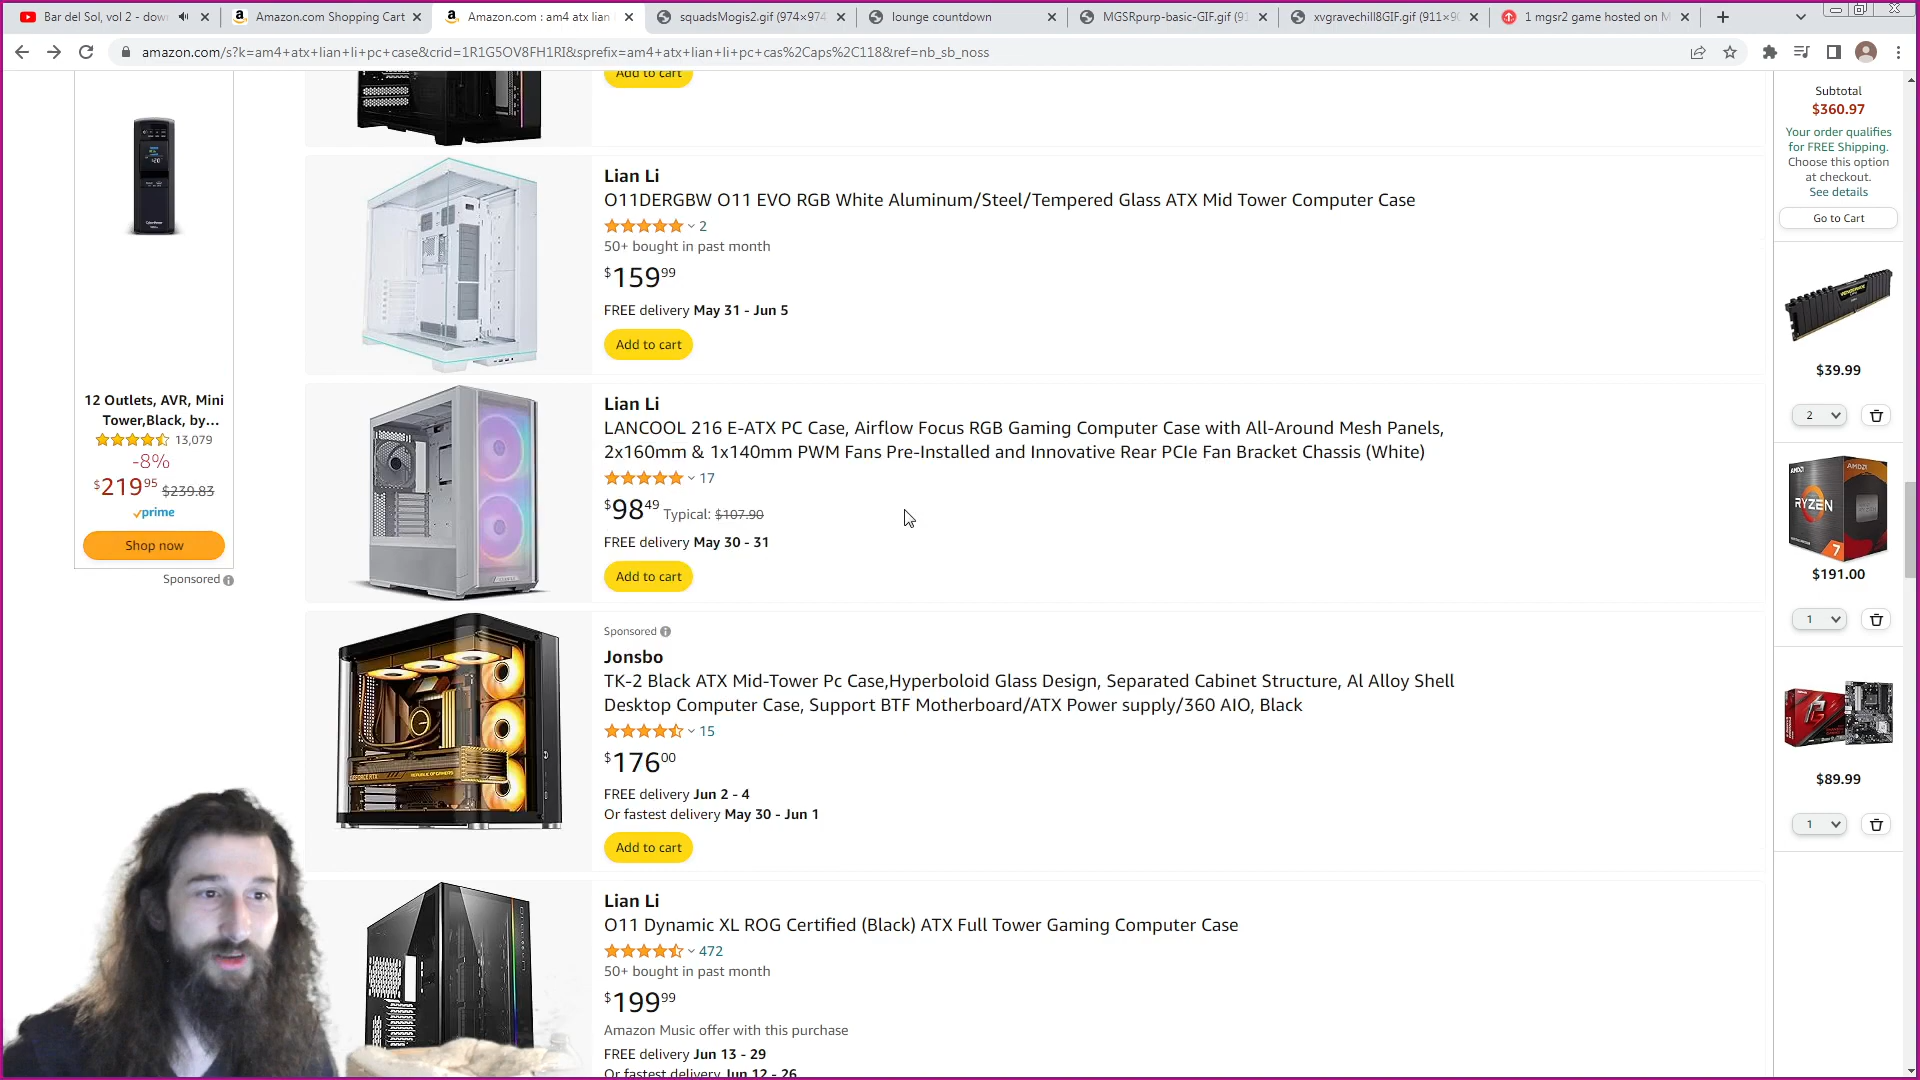 Bar del Sol, vol 2 - dow
Amazon.com Shopping Cart
Amazon.com : am4 atx lian
squadsMogis2.gif (974×974
lounge countdown
MGSRpurp-basic-GIF.gif (91
xvgravechill8GIF.gif (911×90
1 mgsr2 game hosted on M
amazon.com/s?k=am4+atx+lian+li+pc+case&crid=1R1G5OV8FH1RI&sprefix=am4+atx+lian+li+pc+cas%2Caps%2C118&ref=nb_sb_noss
Add to cart
12 Outlets, AVR, Mini
Tower,Black, by...
13,079
-8%
$219.95 $239.83
prime
Shop now
Sponsored
Lian Li
O11DERGBW O11 EVO RGB White Aluminum/Steel/Tempered Glass ATX Mid Tower Computer Case
2
50+ bought in past month
$159.99
FREE delivery May 31 - Jun 5
Add to cart
Lian Li
LANCOOL 216 E-ATX PC Case, Airflow Focus RGB Gaming Computer Case with All-Around Mesh Panels,
2x160mm & 1x140mm PWM Fans Pre-Installed and Innovative Rear PCIe Fan Bracket Chassis (White)
17
$98.49 Typical: $107.90
FREE delivery May 30 - 31
Add to cart
Sponsored
Jonsbo
TK-2 Black ATX Mid-Tower Pc Case,Hyperboloid Glass Design, Separated Cabinet Structure, Al Alloy Shell
Desktop Computer Case, Support BTF Motherboard/ATX Power supply/360 AIO, Black
15
$176.00
FREE delivery Jun 2 - 4
Or fastest delivery May 30 - Jun 1
Add to cart
Lian Li
O11 Dynamic XL ROG Certified (Black) ATX Full Tower Gaming Computer Case
472
50+ bought in past month
$199.99
Amazon Music offer with this purchase
FREE delivery Jun 13 - 29
Or fastest delivery Jun 12 - 26
Subtotal
$360.97
Your order qualifies
for FREE Shipping.
Choose this option
at checkout.
See details
Go to Cart
$39.99
2
RYZEN
7
$191.00
1
$89.99
1